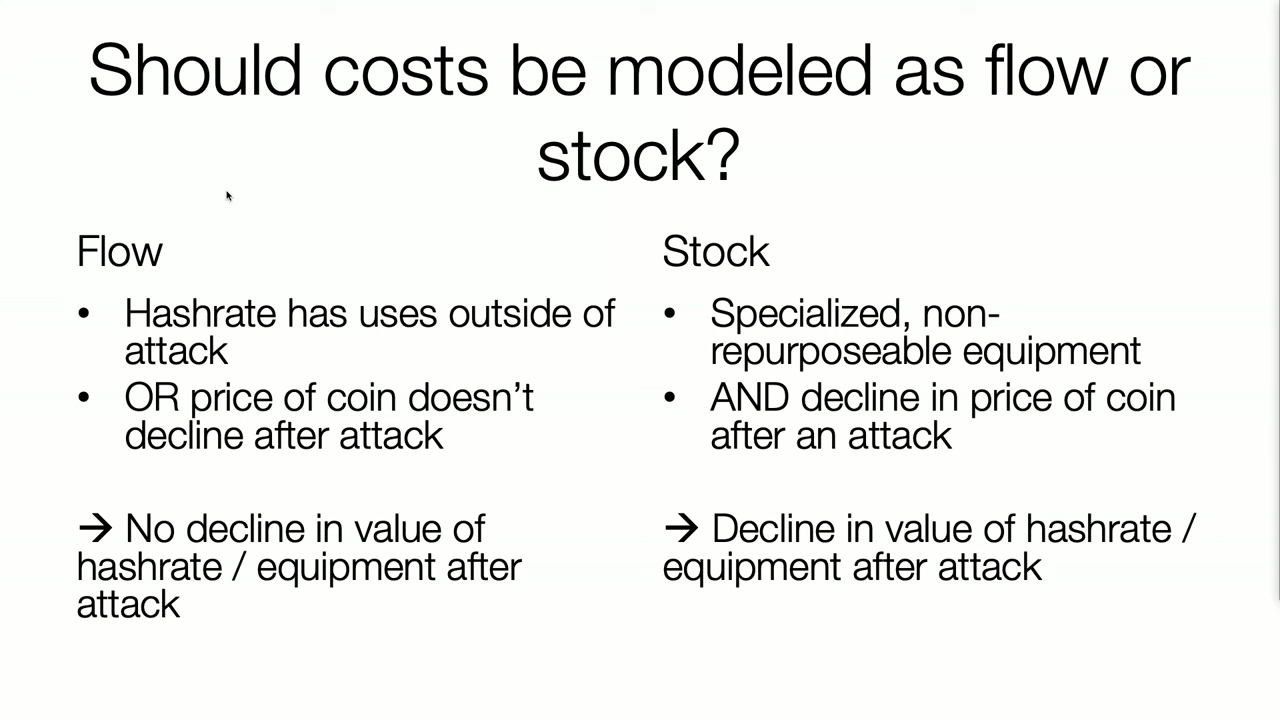 Should costs be modeled as flow or
stock?
Flow
• Hashrate has uses outside of
attack
• OR price of coin doesn’t
decline after attack
→ No decline in value of
hashrate / equipment after
attack
Stock
• Specialized, non-
repurposeable equipment
• AND decline in price of coin
after an attack
→ Decline in value of hashrate /
equipment after attack